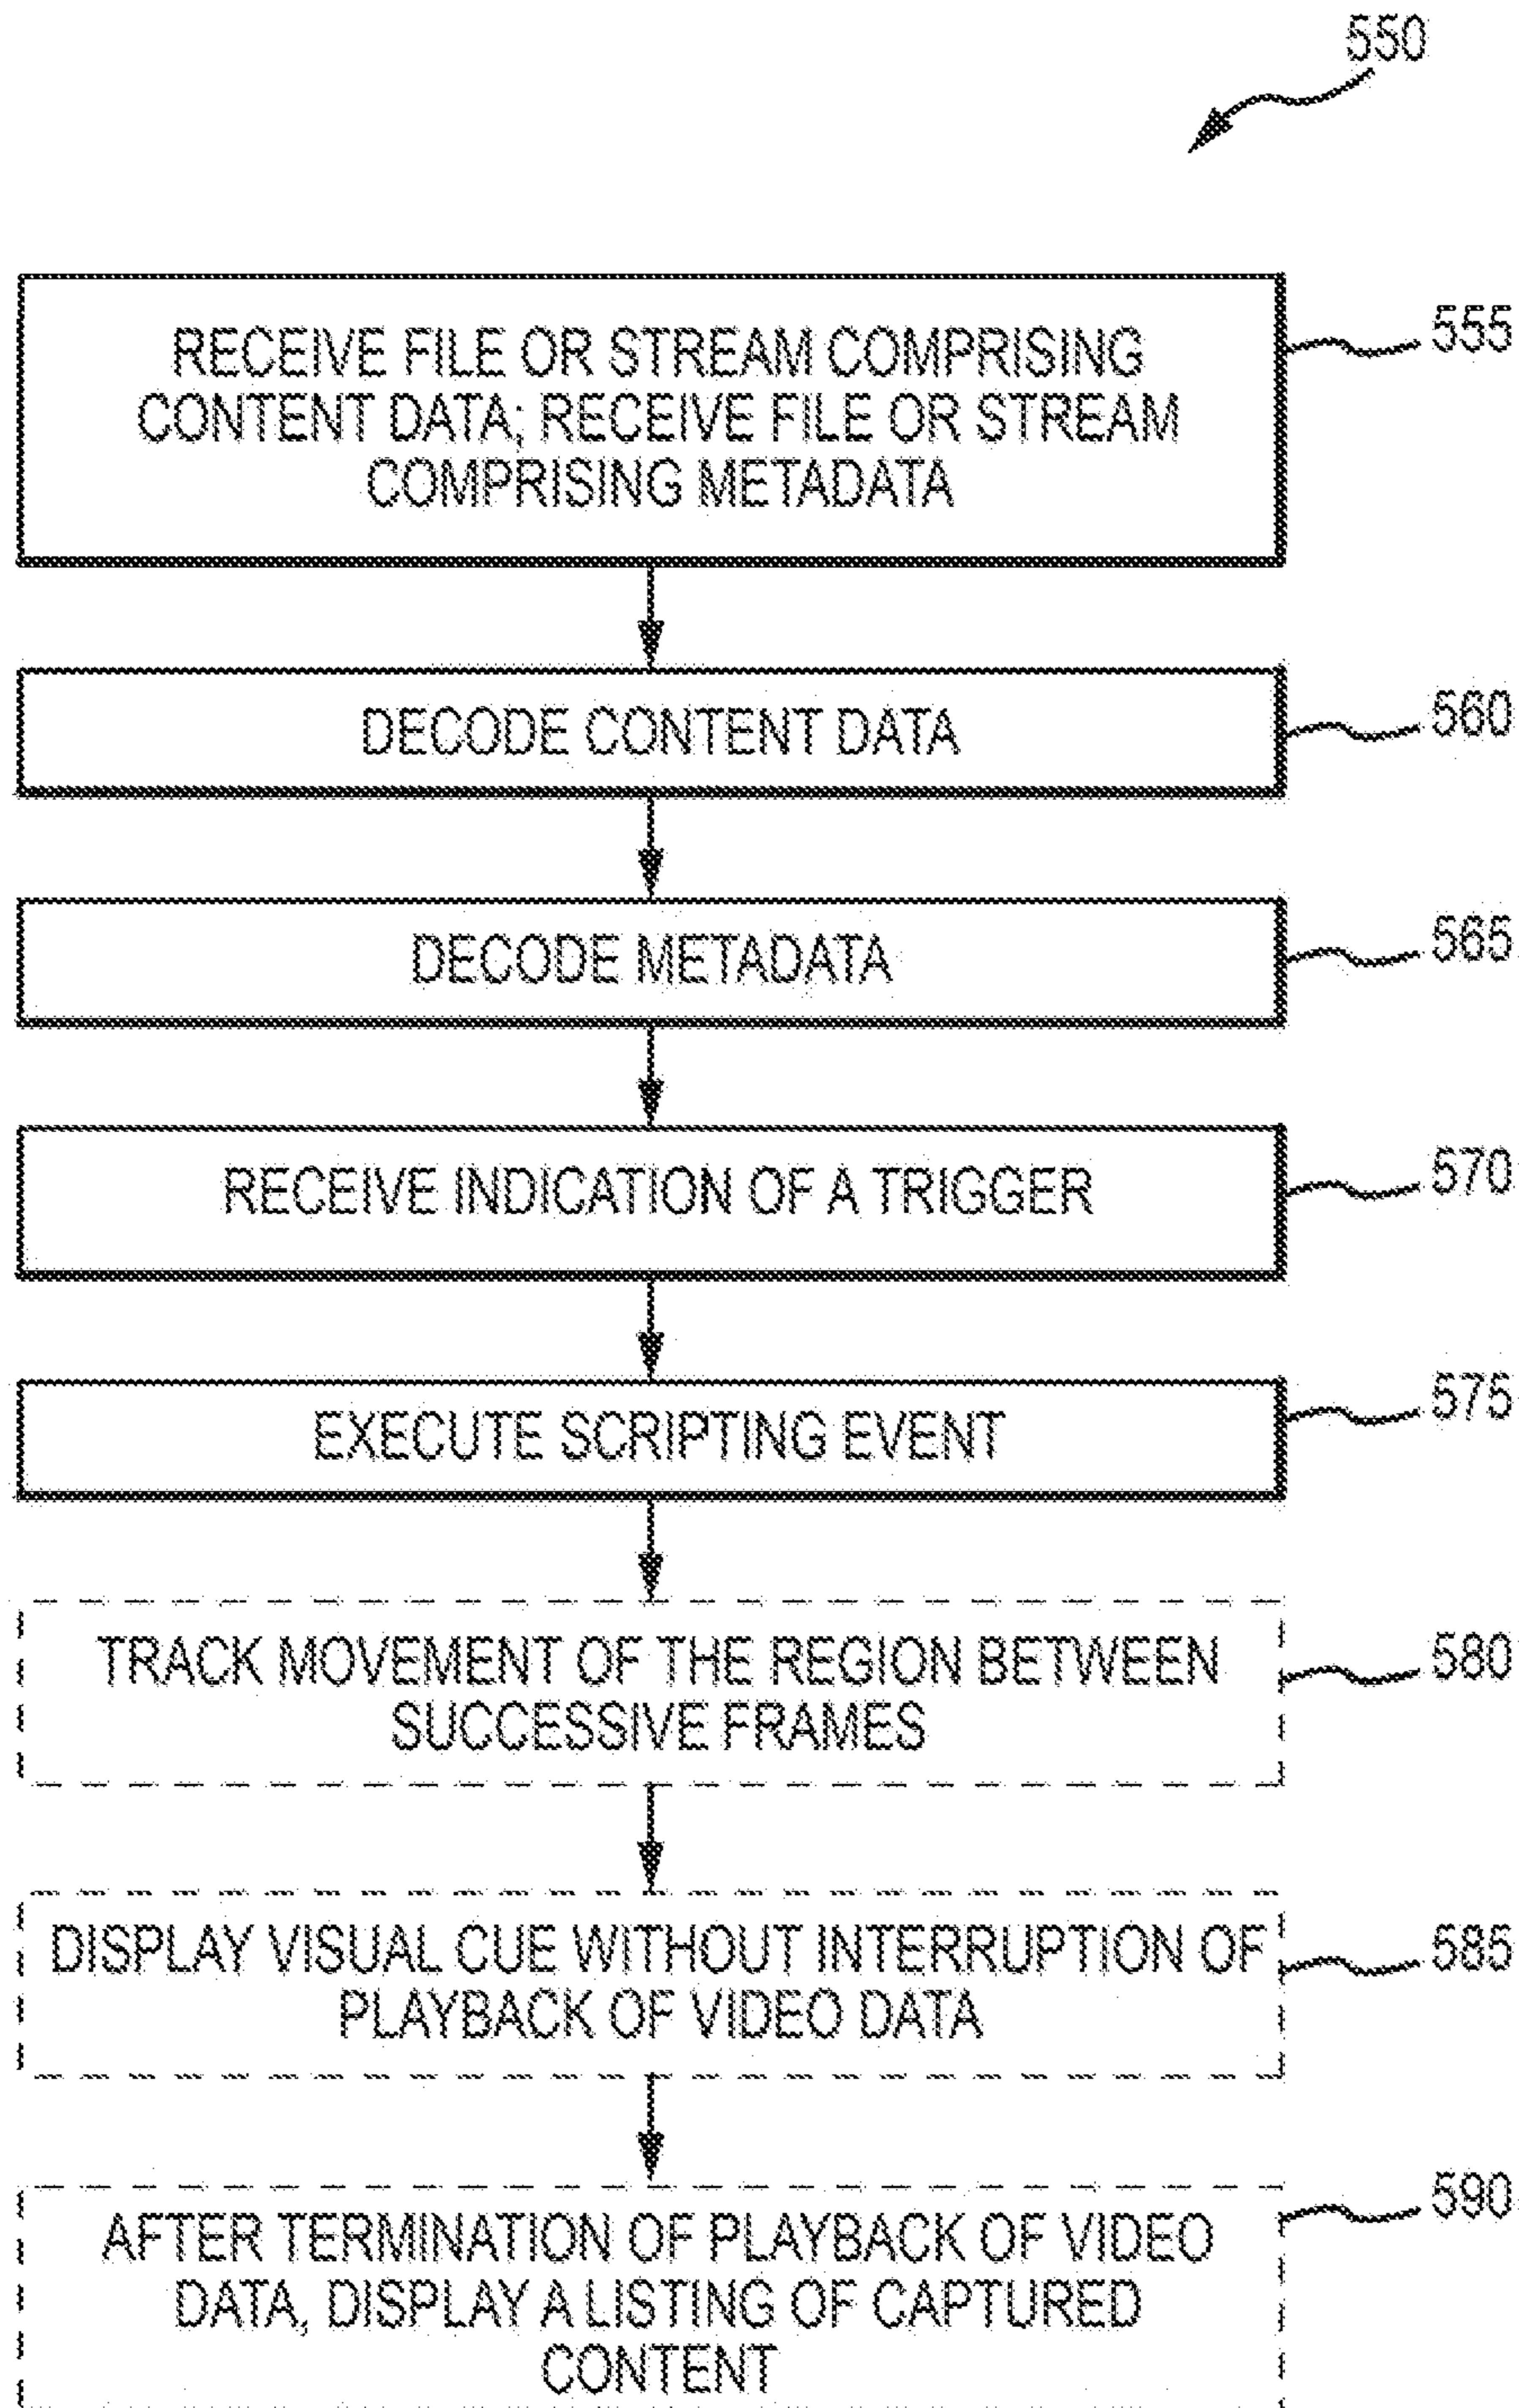 550
RECEIVE FILE OR STREAM COMPRISING
CONTENT DATA; RECEIVE FILE OR STREAM
COMPRISING METADATA
555
DECODE CONTENT DATA
560
DECODE METADATA
565
RECEIVE INDICATION OF A TRIGGER
570
EXECUTE SCRIPTING EVENT
575
TRACK MOVEMENT OF THE REGION BETWEEN
SUCCESSIVE FRAMES
580
DISPLAY VISUAL CUE WITHOUT INTERRUPTION OF
PLAYBACK OF VIDEO DATA
585
AFTER TERMINATION OF PLAYBACK OF VIDEO
DATA, DISPLAY A LISTING OF CAPTURED
CONTENT
590